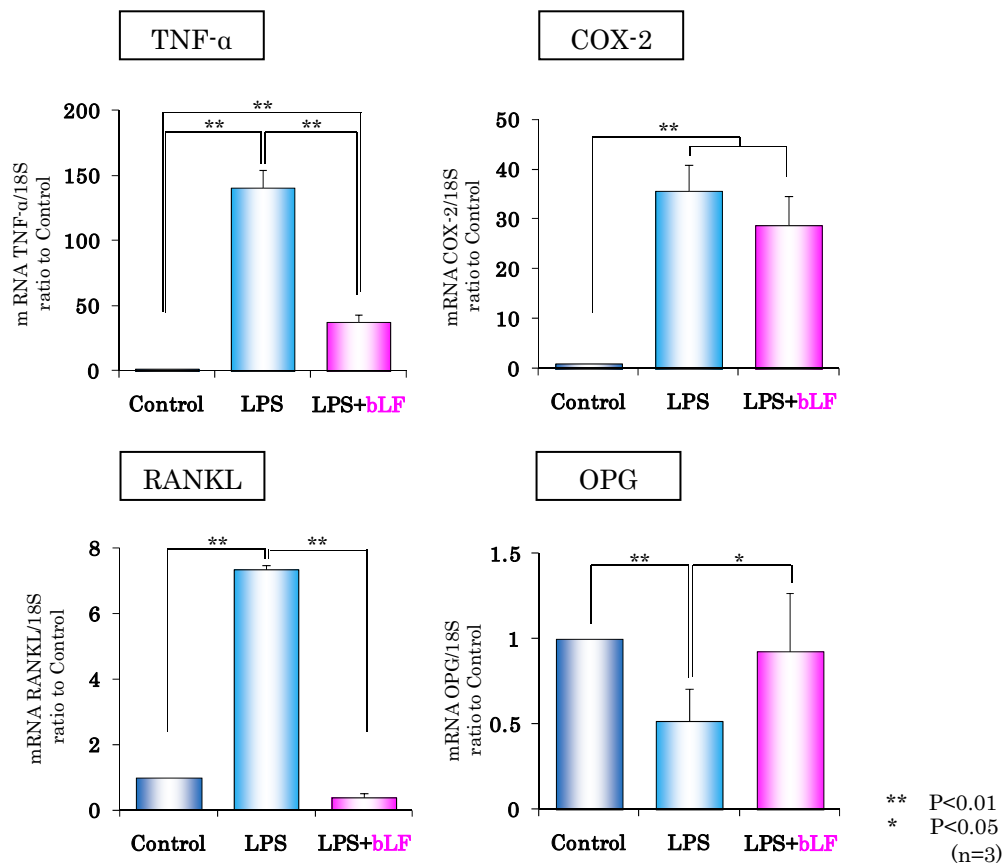 TNF-α
**
**
**
200
150
100
50
0
m RNA TNF-α/18S
ratio to Control
Control LPS LPS+bLF
COX-2
**
50
40
30
20
10
0
mRNA COX-2/18S
ratio to Control
Control LPS LPS+bLF
RANKL
**
**
8
6
4
2
0
mRNA RANKL/18S
ratio to Control
Control LPS LPS+bLF
OPG
**
*
1.5
1
0.5
0
mRNA OPG/18S
ratio to Control
Control LPS LPS+bLF
** P<0.01
* P<0.05
(n=3)